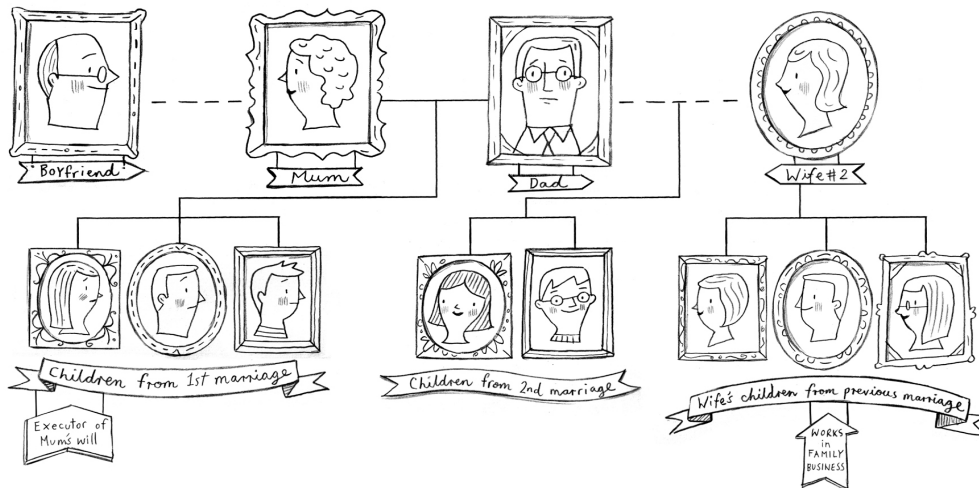 Boyfriend
Mum
Dad
Wife #2
Children from 1st marriage
Children from 2nd marriage
Wife's children from previous marriage
Executor of
Mum's will
WORKS
in
FAMILY
BUSINESS